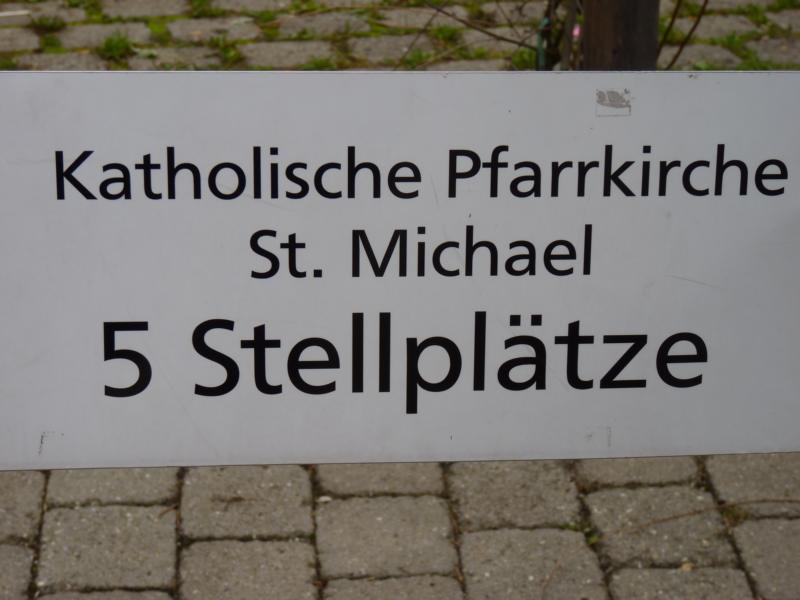 Katholische Pfarrkirche
St. Michael
5 Stellplätze